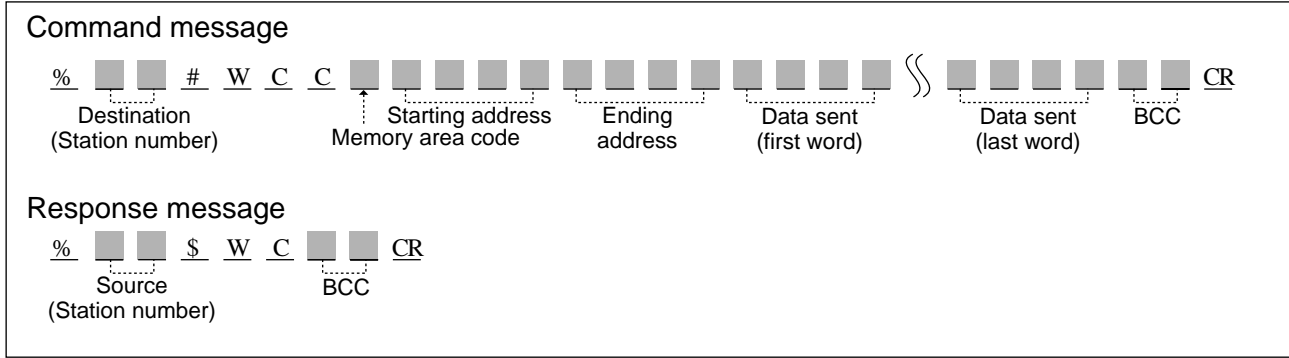 Command message
% # W C C CR
Destination (Station number)
Memory area code
Starting address
Ending address
Data sent (first word)
Data sent (last word)
BCC
Response message
% $ W C CR
Source (Station number)
BCC